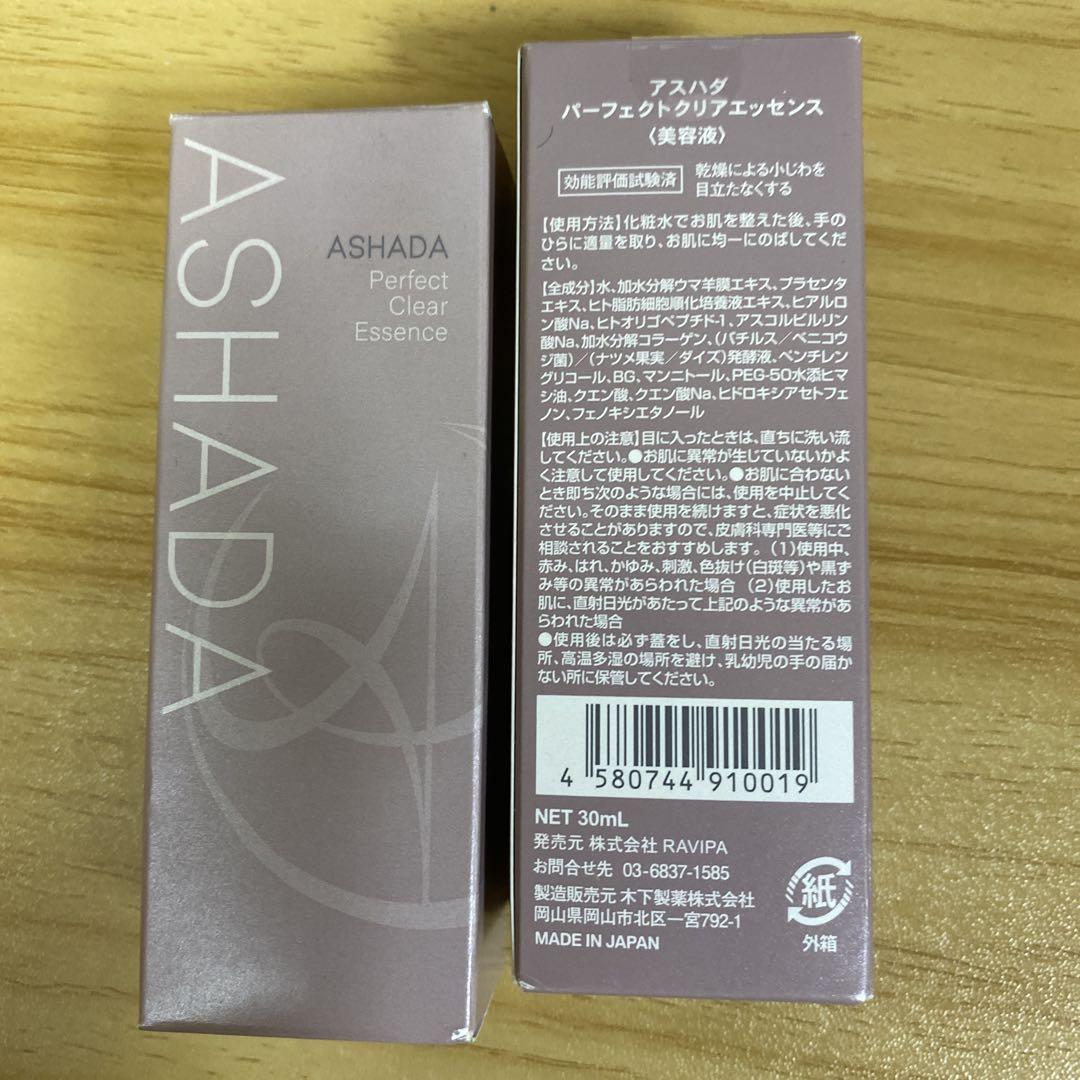 ASHADA
ASHADA
Perfect
Clear
Essence
アスハダ
パーフェクトクリアエッセンス
〈美容液〉
効能評価試験済
乾燥による小じわを
目立たなくする
【使用方法】化粧水でお肌を整えた後、手の
ひらに適量を取り、お肌に均一にのばしてくだ
さい。
【全成分】水、加水分解ウマ羊膜エキス、プラセンタ
エキス、ヒト脂肪細胞順化培養液エキス、ヒアルロン
酸Na、ヒトオリゴペプチド-1、アスコルビルリン
酸Na、加水分解コラーゲン、(バチルス／ベニコウ
ジ菌)／(ナツメ果実／ダイズ)発酵液、ペンチレン
グリコール、BG、マンニトール、PEG-50水添ヒマ
シ油、クエン酸、クエン酸Na、ヒドロキシアセトフェ
ノン、フェノキシエタノール
【使用上の注意】目に入ったときは、直ちに洗い流
してください。●お肌に異常が生じていないかよ
く注意して使用してください。●お肌に合わない
とき即ち次のような場合には、使用を中止してく
ださい。そのまま使用を続けますと、症状を悪化
させることがありますので、皮膚科専門医等にご
相談されることをおすすめします。(1)使用中、
赤み、はれ、かゆみ、刺激、色抜け(白斑等)や黒ず
み等の異常があらわれた場合 (2)使用したお
肌に、直射日光があたって上記のような異常があ
らわれた場合
●使用後は必ず蓋をし、直射日光の当たる場
所、高温多湿の場所を避け、乳幼児の手の届か
ない所に保管してください。
4 580744 910019
NET 30mL
発売元 株式会社 RAVIPA
お問合せ先 03-6837-1585
製造販売元 木下製薬株式会社
岡山県岡山市北区一宮792-1
MADE IN JAPAN
紙
外箱